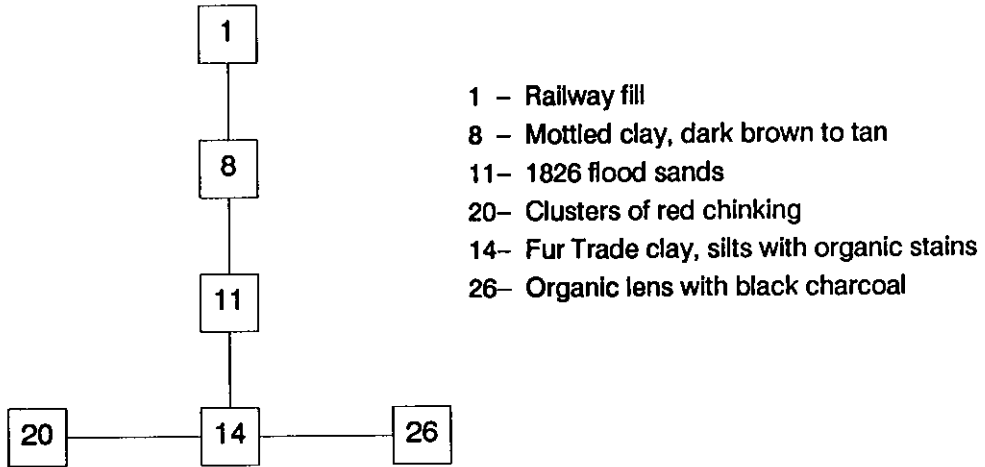 1
8
11
20 14 26
1 – Railway fill
8 – Mottled clay, dark brown to tan
11– 1826 flood sands
20– Clusters of red chinking
14– Fur Trade clay, silts with organic stains
26– Organic lens with black charcoal